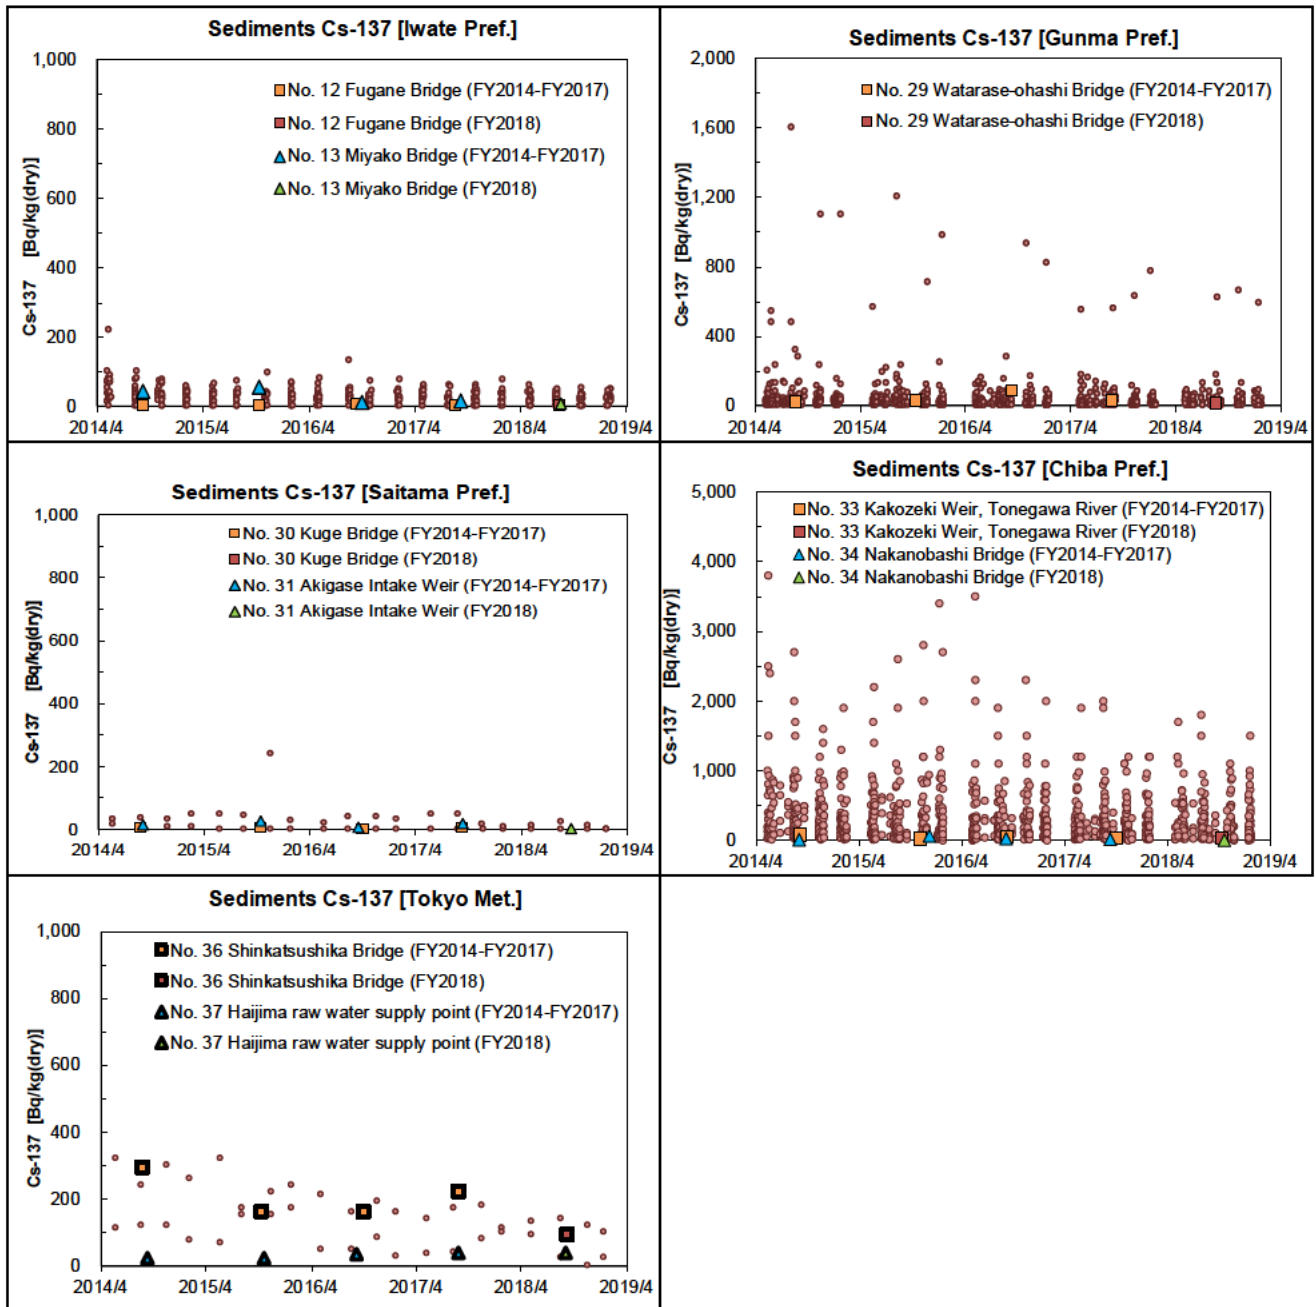 Sediments Cs-137 [Iwate Pref.]
1,000
800
600
400
200
0
Cs-137 [Bq/kg(dry)]
No. 12 Fugane Bridge (FY2014-FY2017)
No. 12 Fugane Bridge (FY2018)
No. 13 Miyako Bridge (FY2014-FY2017)
No. 13 Miyako Bridge (FY2018)
2014/4 2015/4 2016/4 2017/4 2018/4 2019/4
Sediments Cs-137 [Gunma Pref.]
2,000
1,600
1,200
800
400
0
Cs-137 [Bq/kg(dry)]
No. 29 Watarase-ohashi Bridge (FY2014-FY2017)
No. 29 Watarase-ohashi Bridge (FY2018)
2014/4 2015/4 2016/4 2017/4 2018/4 2019/4
Sediments Cs-137 [Saitama Pref.]
1,000
800
600
400
200
0
Cs-137 [Bq/kg(dry)]
No. 30 Kuge Bridge (FY2014-FY2017)
No. 30 Kuge Bridge (FY2018)
No. 31 Akigase Intake Weir (FY2014-FY2017)
No. 31 Akigase Intake Weir (FY2018)
2014/4 2015/4 2016/4 2017/4 2018/4 2019/4
Sediments Cs-137 [Chiba Pref.]
5,000
4,000
3,000
2,000
1,000
0
Cs-137 [Bq/kg(dry)]
No. 33 Kakozeki Weir, Tonegawa River (FY2014-FY2017)
No. 33 Kakozeki Weir, Tonegawa River (FY2018)
No. 34 Nakanobashi Bridge (FY2014-FY2017)
No. 34 Nakanobashi Bridge (FY2018)
2014/4 2015/4 2016/4 2017/4 2018/4 2019/4
Sediments Cs-137 [Tokyo Met.]
1,000
800
600
400
200
0
Cs-137 [Bq/kg(dry)]
No. 36 Shinkatsushika Bridge (FY2014-FY2017)
No. 36 Shinkatsushika Bridge (FY2018)
No. 37 Haijima raw water supply point (FY2014-FY2017)
No. 37 Haijima raw water supply point (FY2018)
2014/4 2015/4 2016/4 2017/4 2018/4 2019/4